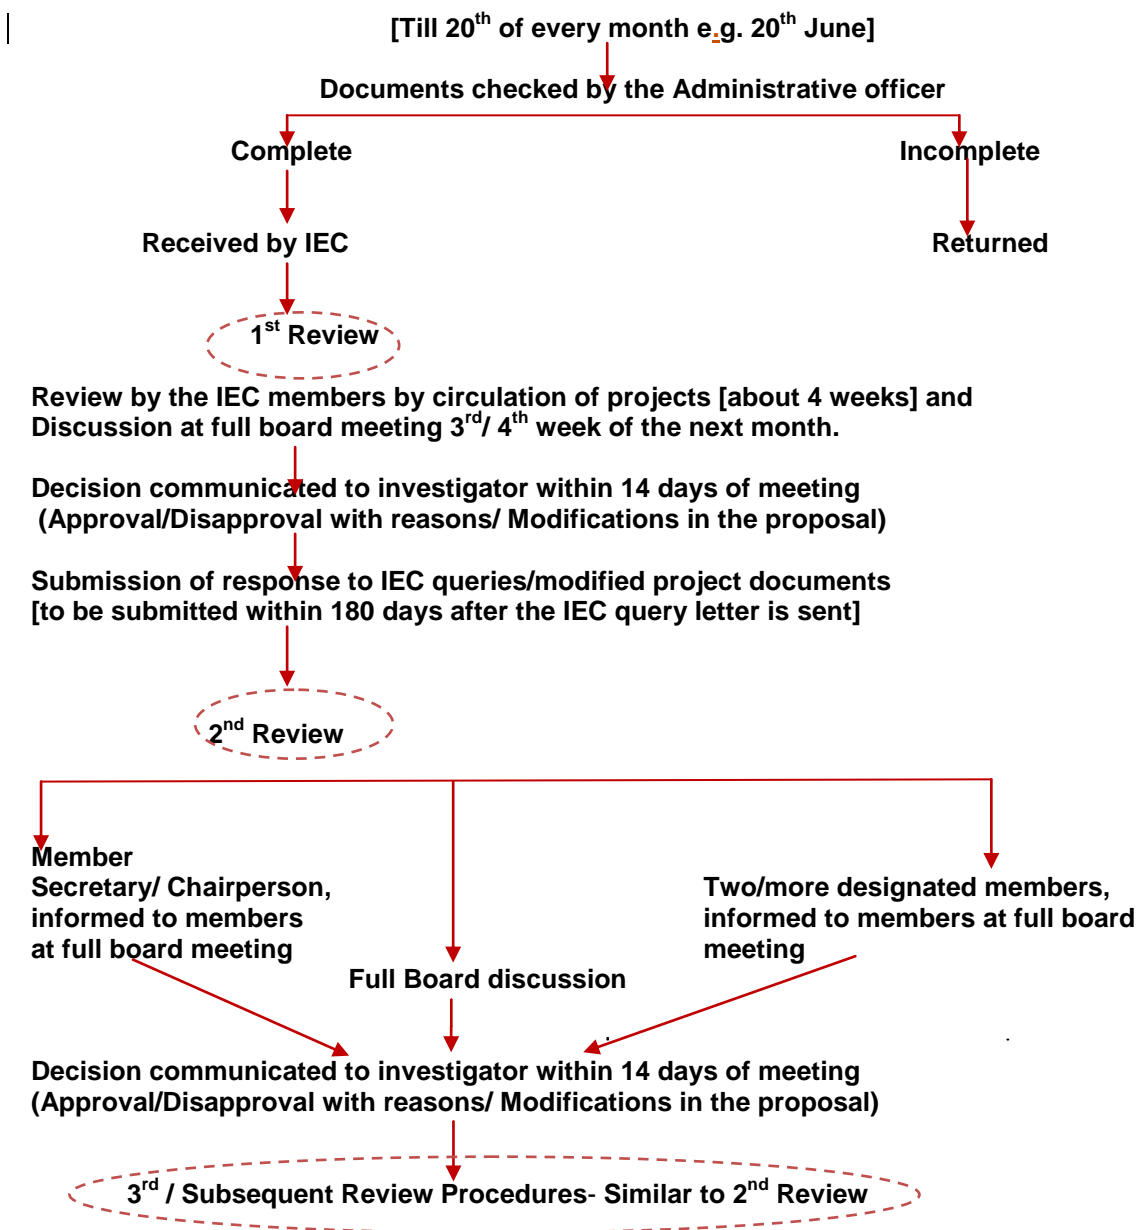 [Till 20th of every month e.g. 20th June]
Documents checked by the Administrative officer
Complete
Incomplete
Received by IEC
Returned
1st Review
Review by the IEC members by circulation of projects [about 4 weeks] and
Discussion at full board meeting 3rd/ 4th week of the next month.
Decision communicated to investigator within 14 days of meeting
(Approval/Disapproval with reasons/ Modifications in the proposal)
Submission of response to IEC queries/modified project documents
[to be submitted within 180 days after the IEC query letter is sent]
2nd Review
Member
Secretary/ Chairperson,
informed to members
at full board meeting
Two/more designated members,
informed to members at full board
meeting
Full Board discussion
Decision communicated to investigator within 14 days of meeting
(Approval/Disapproval with reasons/ Modifications in the proposal)
3rd / Subsequent Review Procedures- Similar to 2nd Review